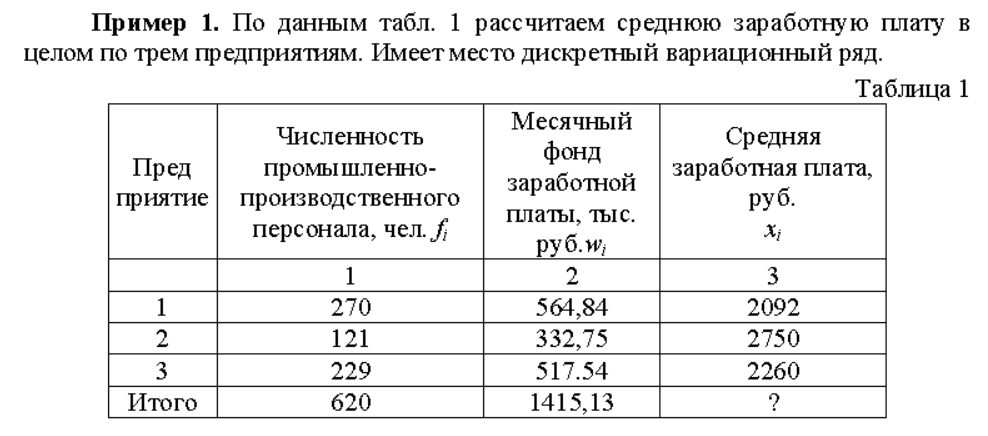 Пример 1. По данным табл. 1 рассчитаем среднюю заработную плату в
целом по трем предприятиям. Имеет место дискретный вариационный ряд.
Таблица 1
Пред
приятие
Численность
промышленно-
производственного
персонала, чел. fi
Месячный
фонд
заработной
платы, тыс.
руб.wi
Средняя
заработная плата,
руб.
xi
1 2 3
1 270 564,84 2092
2 121 332,75 2750
3 229 517.54 2260
Итого 620 1415,13 ?